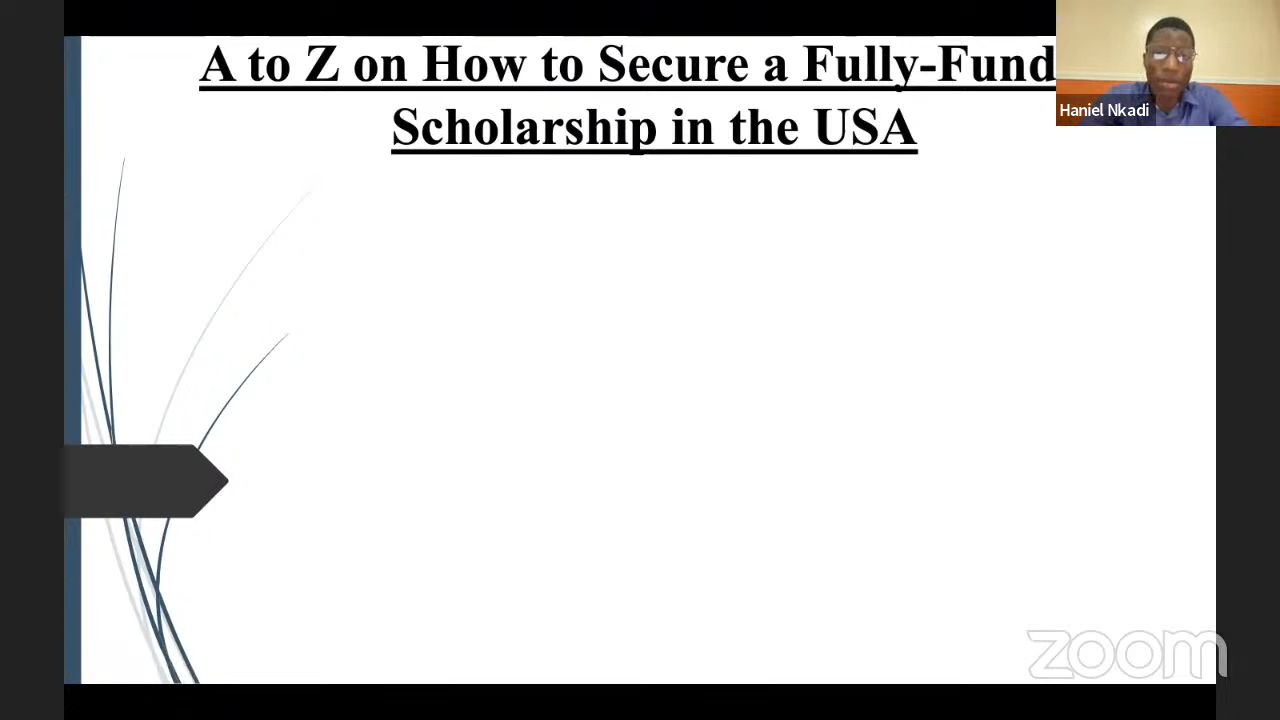 A to Z on How to Secure a Fully-Fund
Scholarship in the USA
Haniel Nkadi
zoom